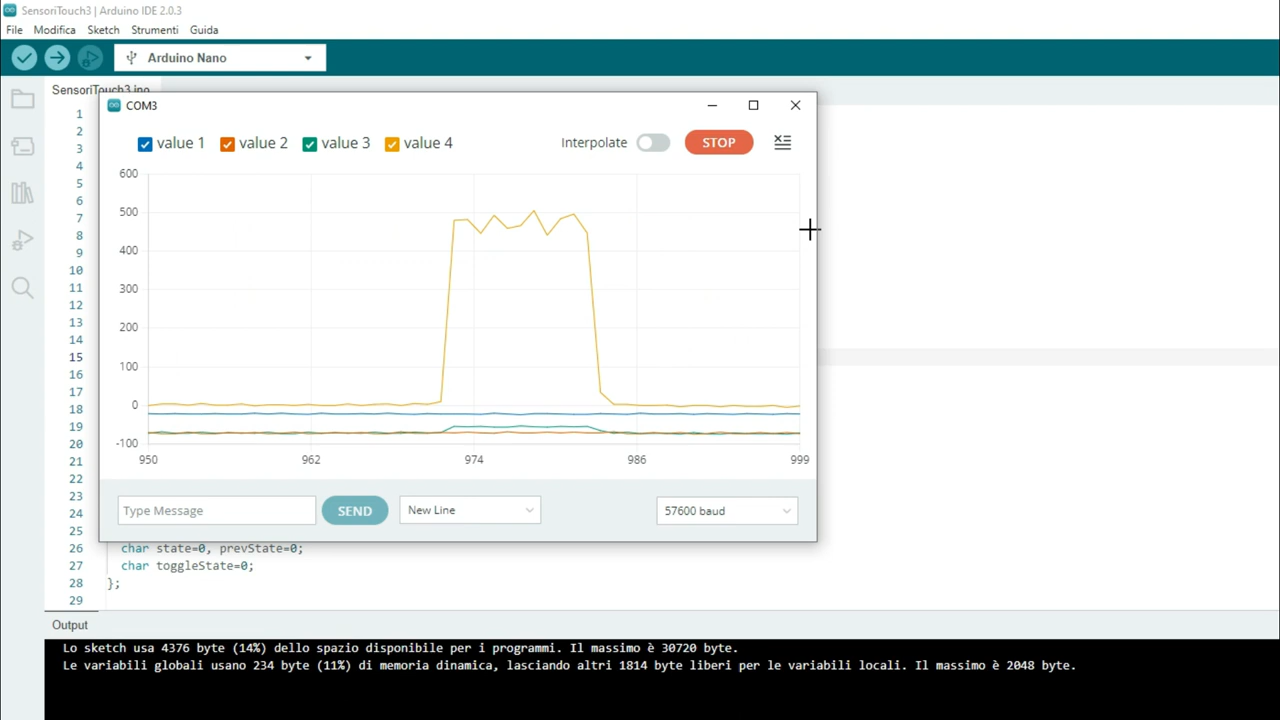 SensoriTouch3 | Arduino IDE 2.0.3
File Modifica Sketch Strumenti Guida
Arduino Nano
SensoriTouch3.ino
COM3
value 1 value 2 value 3 value 4 Interpolate STOP
600
500
400
300
200
100
0
-100
950 962 974 986 999
Type Message SEND New Line 57600 baud
1
2
3
4
5
6
7
8
9
10
11
12
13
14
15
16
17
18
19
20
21
22
23
24
25
26 char state=0, prevState=0;
27 char toggleState=0;
28 };
29
Output
Lo sketch usa 4376 byte (14%) dello spazio disponibile per i programmi. Il massimo è 30720 byte.
Le variabili globali usano 234 byte (11%) di memoria dinamica, lasciando altri 1814 byte liberi per le variabili locali. Il massimo è 2048 byte.